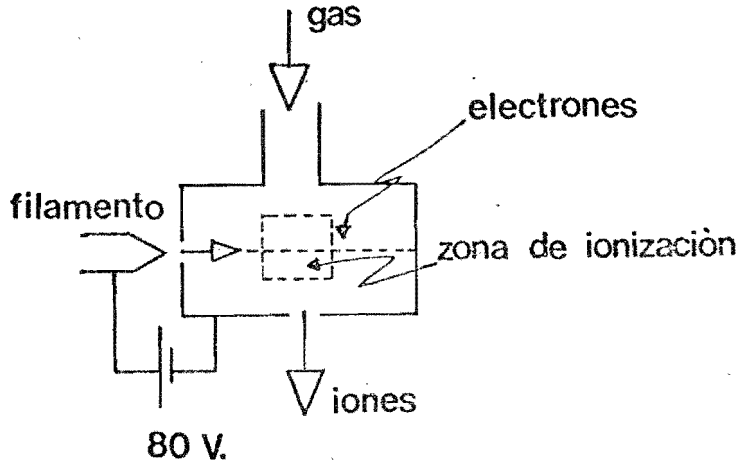 gas
electrones
filamento
zona de ionizaciòn
iones
80 V.